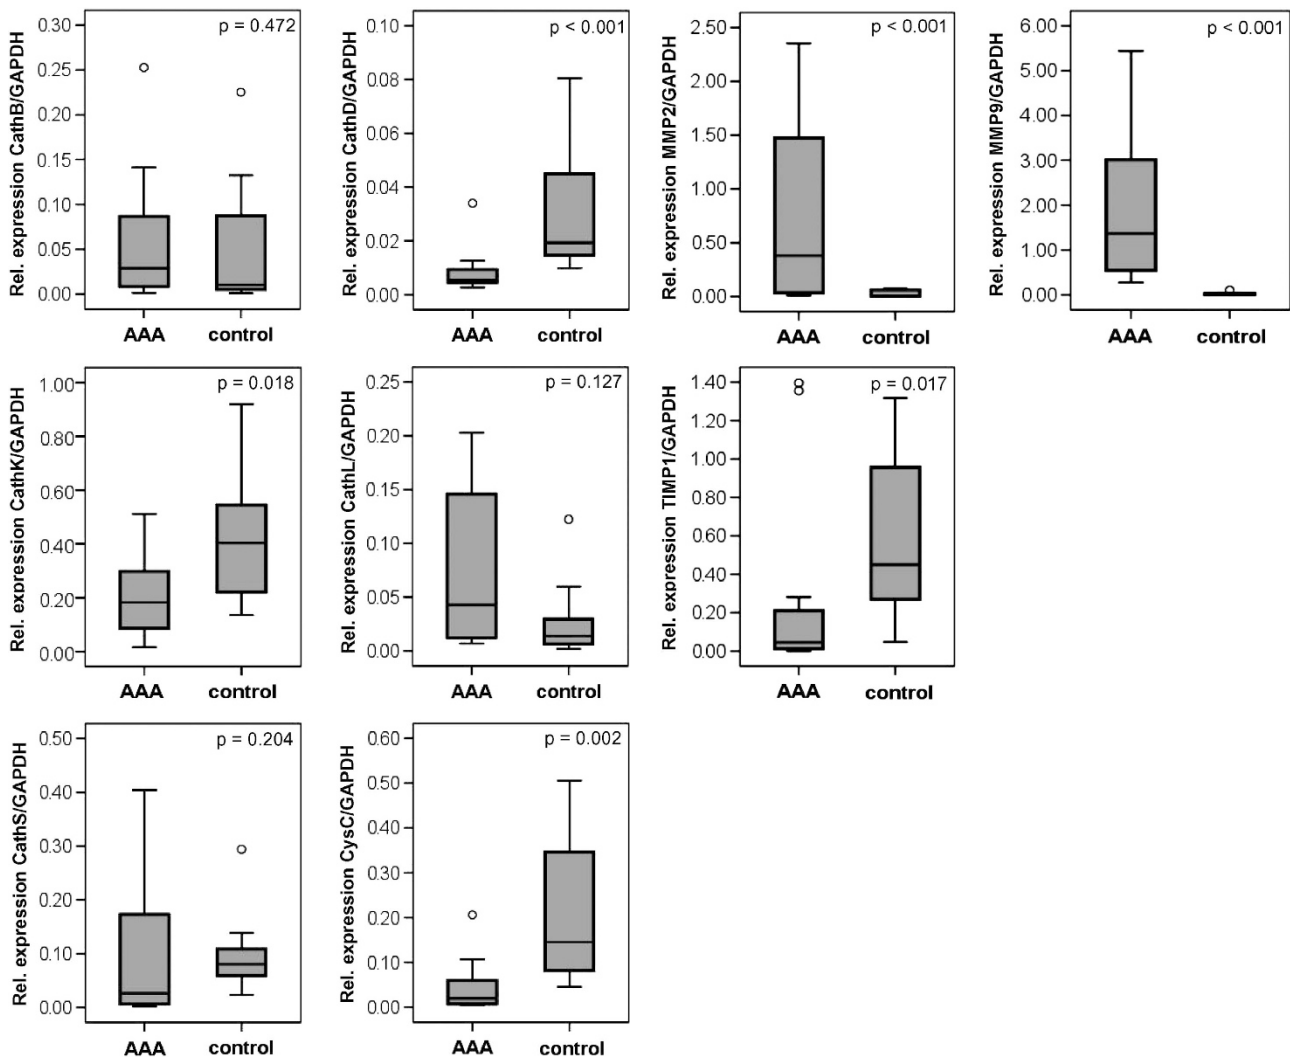 Rel. expression CathB/GAPDH
0.30
0.25
0.20
0.15
0.10
0.05
0.00
p = 0.472
AAA control
Rel. expression CathD/GAPDH
0.10
0.08
0.06
0.04
0.02
0.00
p < 0.001
AAA control
Rel. expression MMP2/GAPDH
2.50
2.00
1.50
1.00
0.50
0.00
p < 0.001
AAA control
Rel. expression MMP9/GAPDH
6.00
5.00
4.00
3.00
2.00
1.00
0.00
p < 0.001
AAA control
Rel. expression CathK/GAPDH
1.00
0.80
0.60
0.40
0.20
0.00
p = 0.018
AAA control
Rel. expression CathL/GAPDH
0.25
0.20
0.15
0.10
0.05
0.00
p = 0.127
AAA control
Rel. expression TIMP1/GAPDH
1.40
1.20
1.00
0.80
0.60
0.40
0.20
0.00
p = 0.017
AAA control
Rel. expression CathS/GAPDH
0.50
0.40
0.30
0.20
0.10
0.00
p = 0.204
AAA control
Rel. expression CysC/GAPDH
0.60
0.50
0.40
0.30
0.20
0.10
0.00
p = 0.002
AAA control